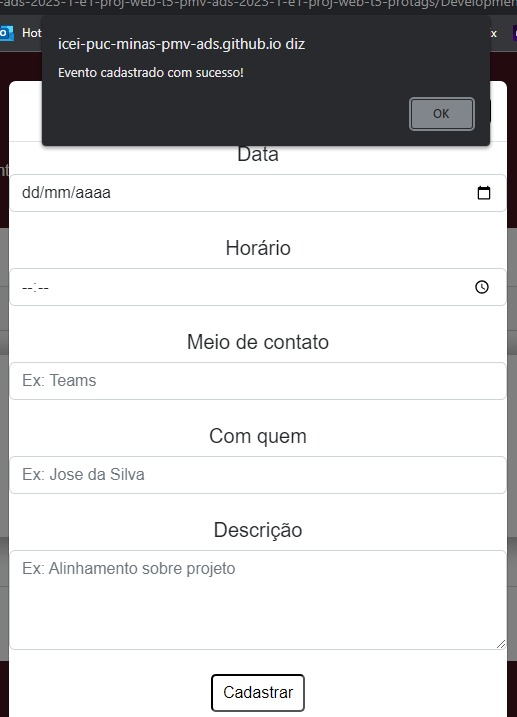 -ads-2023-1-e1-proj-web-t5-pmv-ads-2023-1-e1-proj-web-t5-protags/Developmen
Hot
icei-puc-minas-pmv-ads.github.io diz
x
Evento cadastrado com sucesso!
OK
Data
nt
dd/mm/aaaa
Horário
--:--
Meio de contato
Ex: Teams
Com quem
Ex: Jose da Silva
Descrição
Ex: Alinhamento sobre projeto
Cadastrar